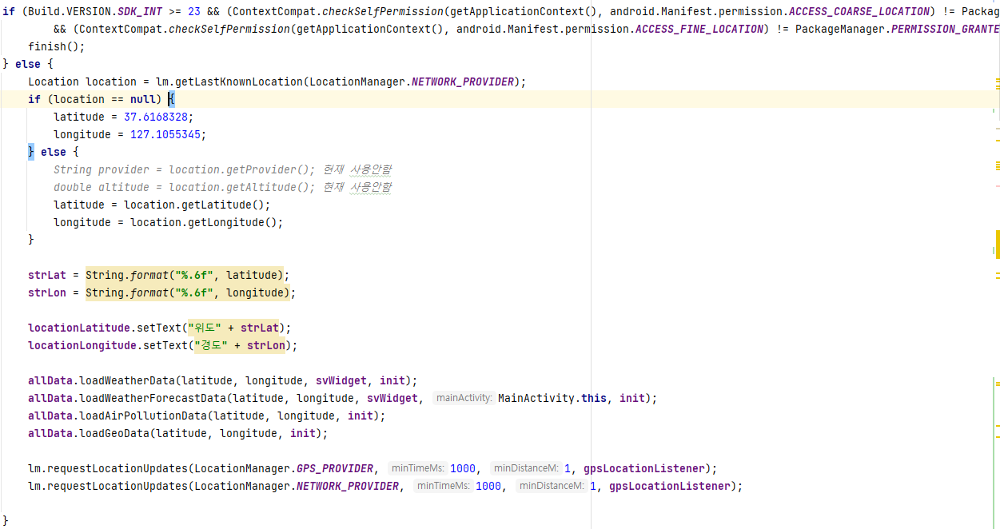 if (Build.VERSION.SDK_INT >= 23 && (ContextCompat.checkSelfPermission(getApplicationContext(), android.Manifest.permission.ACCESS_COARSE_LOCATION) != Packag
&& (ContextCompat.checkSelfPermission(getApplicationContext(), android.Manifest.permission.ACCESS_FINE_LOCATION) != PackageManager.PERMISSION_GRANTE
finish();
} else {
Location location = lm.getLastKnownLocation(LocationManager.NETWORK_PROVIDER);
if (location == null) {
latitude = 37.6168328;
longitude = 127.1055345;
} else {
String provider = location.getProvider(); 현재 사용안함
double altitude = location.getAltitude(); 현재 사용안함
latitude = location.getLatitude();
longitude = location.getLongitude();
}
strLat = String.format("%.6f", latitude);
strLon = String.format("%.6f", longitude);
locationLatitude.setText("위도" + strLat);
locationLongitude.setText("경도" + strLon);
allData.loadWeatherData(latitude, longitude, svWidget, init);
allData.loadWeatherForecastData(latitude, longitude, svWidget, mainActivity: MainActivity.this, init);
allData.loadAirPollutionData(latitude, longitude, init);
allData.loadGeoData(latitude, longitude, init);
lm.requestLocationUpdates(LocationManager.GPS_PROVIDER, minTimeMs: 1000, minDistanceM: 1, gpsLocationListener);
lm.requestLocationUpdates(LocationManager.NETWORK_PROVIDER, minTimeMs: 1000, minDistanceM: 1, gpsLocationListener);
}